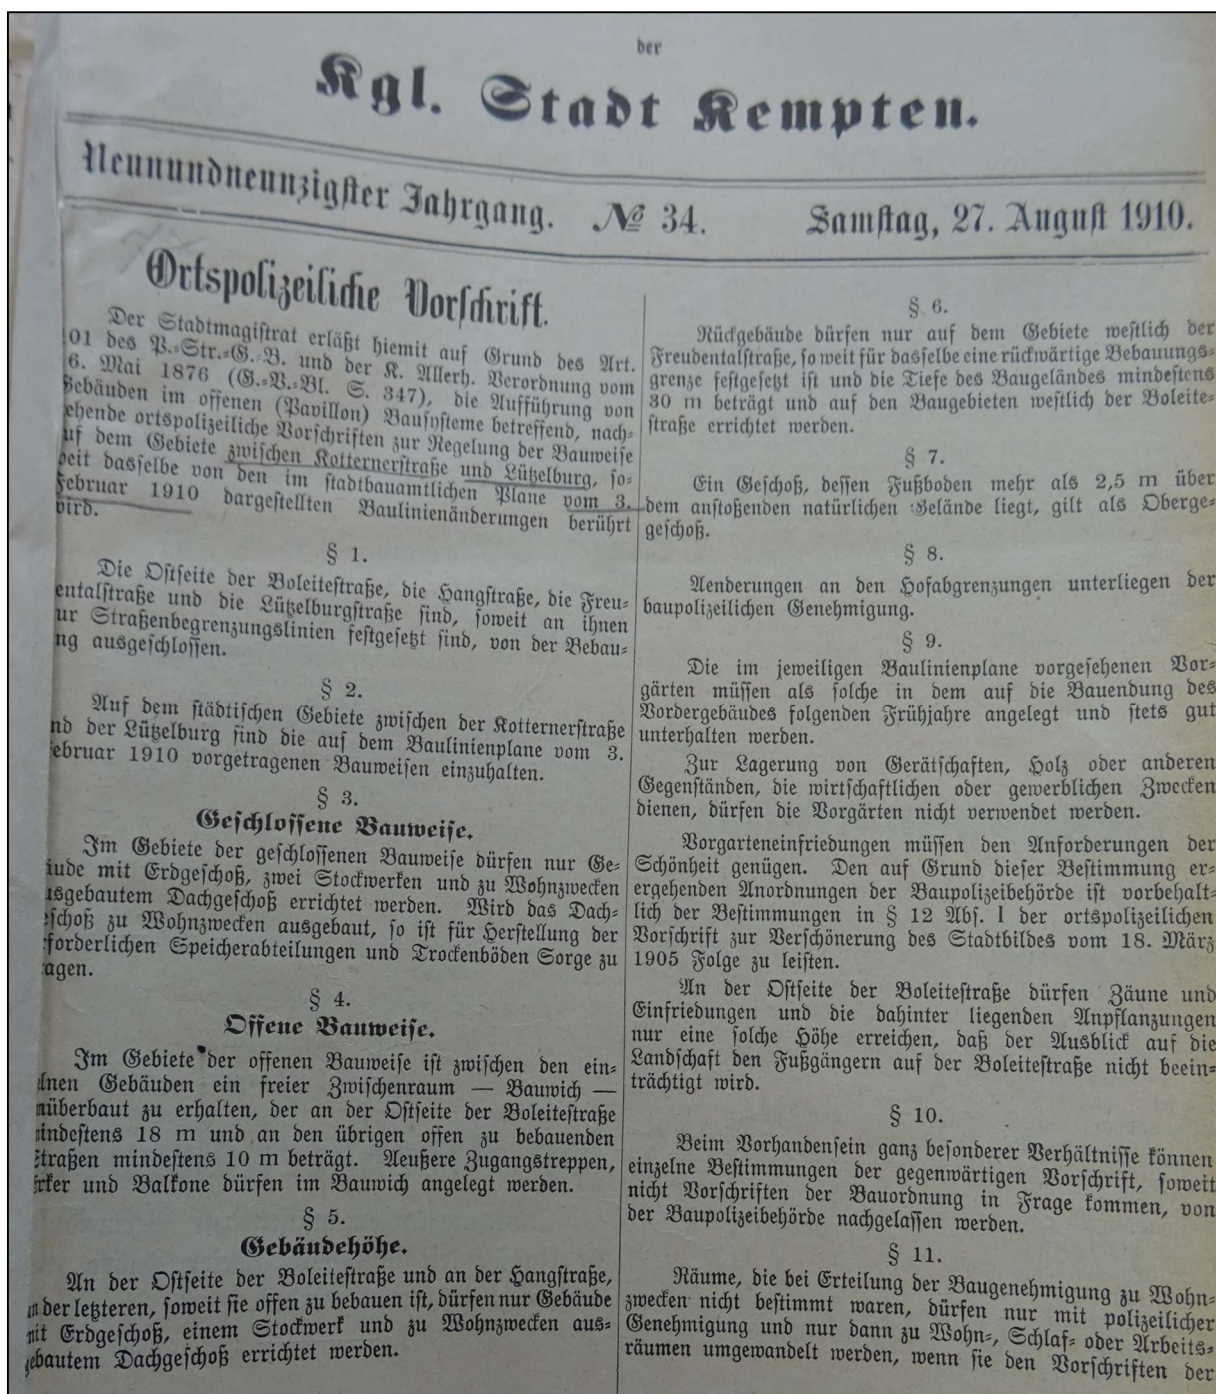 der
Kgl. Stadt Kempten.
Neunundneunzigster Jahrgang. № 34. Samstag, 27. August 1910.
Ortspolizeiliche Vorschrift.
Der Stadtmagistrat erläßt hiemit auf Grund des Art.
01 des P.=Str.=G.=B. und der K. Allerh. Verordnung vom
6. Mai 1876 (G.=V.=Bl. S. 347), die Aufführung von
Gebäuden im offenen (Pavillon) Bausysteme betreffend, nach=
ehende ortspolizeiliche Vorschriften zur Regelung der Bauweise
uf dem Gebiete zwischen Kotternerstraße und Lützelburg, so=
weit dasselbe von den im stadtbauamtlichen Plane vom 3.
Februar 1910 dargestellten Baulinienänderungen berührt
wird.
§ 1.
Die Ostseite der Boleitestraße, die Hangstraße, die Freu=
entalstraße und die Lützelburgstraße sind, soweit an ihnen
ur Straßenbegrenzungslinien festgesetzt sind, von der Bebau=
ng ausgeschlossen.
§ 2.
Auf dem städtischen Gebiete zwischen der Kotternerstraße
nd der Lützelburg sind die auf dem Baulinienplane vom 3.
ebruar 1910 vorgetragenen Bauweisen einzuhalten.
§ 3.
Geschlossene Bauweise.
Im Gebiete der geschlossenen Bauweise dürfen nur Ge=
äude mit Erdgeschoß, zwei Stockwerken und zu Wohnzwecken
usgebautem Dachgeschoß errichtet werden. Wird das Dach=
eschoß zu Wohnzwecken ausgebaut, so ist für Herstellung der
forderlichen Speicherabteilungen und Trockenböden Sorge zu
agen.
§ 4.
Offene Bauweise.
Im Gebiete der offenen Bauweise ist zwischen den ein=
elnen Gebäuden ein freier Zwischenraum — Bauwich —
nüberbaut zu erhalten, der an der Ostseite der Boleitestraße
mindestens 18 m und an den übrigen offen zu bebauenden
Straßen mindestens 10 m beträgt. Aeußere Zugangstreppen,
Erker und Balkone dürfen im Bauwich angelegt werden.
§ 5.
Gebäudehöhe.
An der Ostseite der Boleitestraße und an der Hangstraße,
an der letzteren, soweit sie offen zu bebauen ist, dürfen nur Gebäude
mit Erdgeschoß, einem Stockwerk und zu Wohnzwecken aus=
gebautem Dachgeschoß errichtet werden.
§ 6.
Rückgebäude dürfen nur auf dem Gebiete westlich der
Freudentalstraße, so weit für dasselbe eine rückwärtige Bebauungs=
grenze festgesetzt ist und die Tiefe des Baugeländes mindestens
30 m beträgt und auf den Baugebieten westlich der Boleite=
straße errichtet werden.
§ 7.
Ein Geschoß, dessen Fußboden mehr als 2,5 m über
dem anstoßenden natürlichen Gelände liegt, gilt als Oberge=
geschoß.
§ 8.
Aenderungen an den Hofabgrenzungen unterliegen der
baupolizeilichen Genehmigung.
§ 9.
Die im jeweiligen Baulinienplane vorgesehenen Vor=
gärten müssen als solche in dem auf die Bauendung des
Vordergebäudes folgenden Frühjahre angelegt und stets gut
unterhalten werden.
Zur Lagerung von Gerätschaften, Holz oder anderen
Gegenständen, die wirtschaftlichen oder gewerblichen Zwecken
dienen, dürfen die Vorgärten nicht verwendet werden.
Vorgarteneinfriedungen müssen den Anforderungen der
Schönheit genügen. Den auf Grund dieser Bestimmung er=
ergehenden Anordnungen der Baupolizeibehörde ist vorbehalt=
lich der Bestimmungen in § 12 Abs. I der ortspolizeilichen
Vorschrift zur Verschönerung des Stadtbildes vom 18. März
1905 Folge zu leisten.
An der Ostseite der Boleitestraße dürfen Zäune und
Einfriedungen und die dahinter liegenden Anpflanzungen
nur eine solche Höhe erreichen, daß der Ausblick auf die
Landschaft den Fußgängern auf der Boleitestraße nicht beein=
trächtigt wird.
§ 10.
Beim Vorhandensein ganz besonderer Verhältnisse können
einzelne Bestimmungen der gegenwärtigen Vorschrift, soweit
nicht Vorschriften der Bauordnung in Frage kommen, von
der Baupolizeibehörde nachgelassen werden.
§ 11.
Räume, die bei Erteilung der Baugenehmigung zu Wohn=
zwecken nicht bestimmt waren, dürfen nur mit polizeilicher
Genehmigung und nur dann zu Wohn=, Schlaf= oder Arbeits=
räumen umgewandelt werden, wenn sie den Vorschriften der